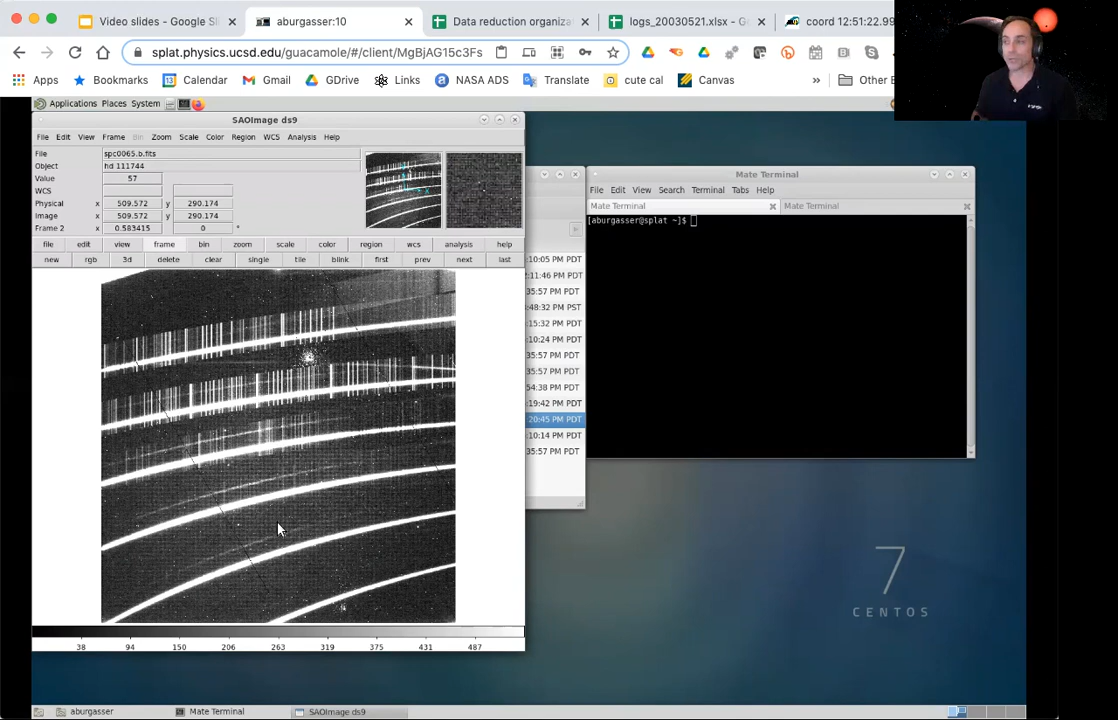 Video slides - Google Sli
aburgasser:10
Data reduction organiza
logs_20030521.xlsx - Go
coord 12:51:22.99
splat.physics.ucsd.edu/guacamole/#/client/MgBjAG15c3Fs
Apps
Bookmarks
Calendar
Gmail
GDrive
Links
NASA ADS
Translate
cute cal
Canvas
»
Other B
Applications Places System
SAOImage ds9
File Edit View Frame Bin Zoom Scale Color Region WCS Analysis Help
File spc0065.b.fits
Object hd 111744
Value 57
WCS
Physical x 509.572 y 290.174
Image x 509.572 y 290.174
Frame 2 x 0.583415 0 °
file edit view frame bin zoom scale color region wcs analysis help
new rgb 3d delete clear single tile blink first prev next last
38 94 150 206 263 319 375 431 487
:10:05 PM PDT
:11:46 PM PDT
35:57 PM PDT
:48:32 PM PST
:15:32 PM PDT
:10:24 PM PDT
35:57 PM PDT
35:57 PM PDT
54:38 PM PDT
:19:42 PM PDT
20:45 PM PDT
:10:14 PM PDT
35:57 PM PDT
Mate Terminal
File Edit View Search Terminal Tabs Help
Mate Terminal
Mate Terminal
[aburgasser@splat ~]$
7
CENTOS
aburgasser
Mate Terminal
SAOImage ds9